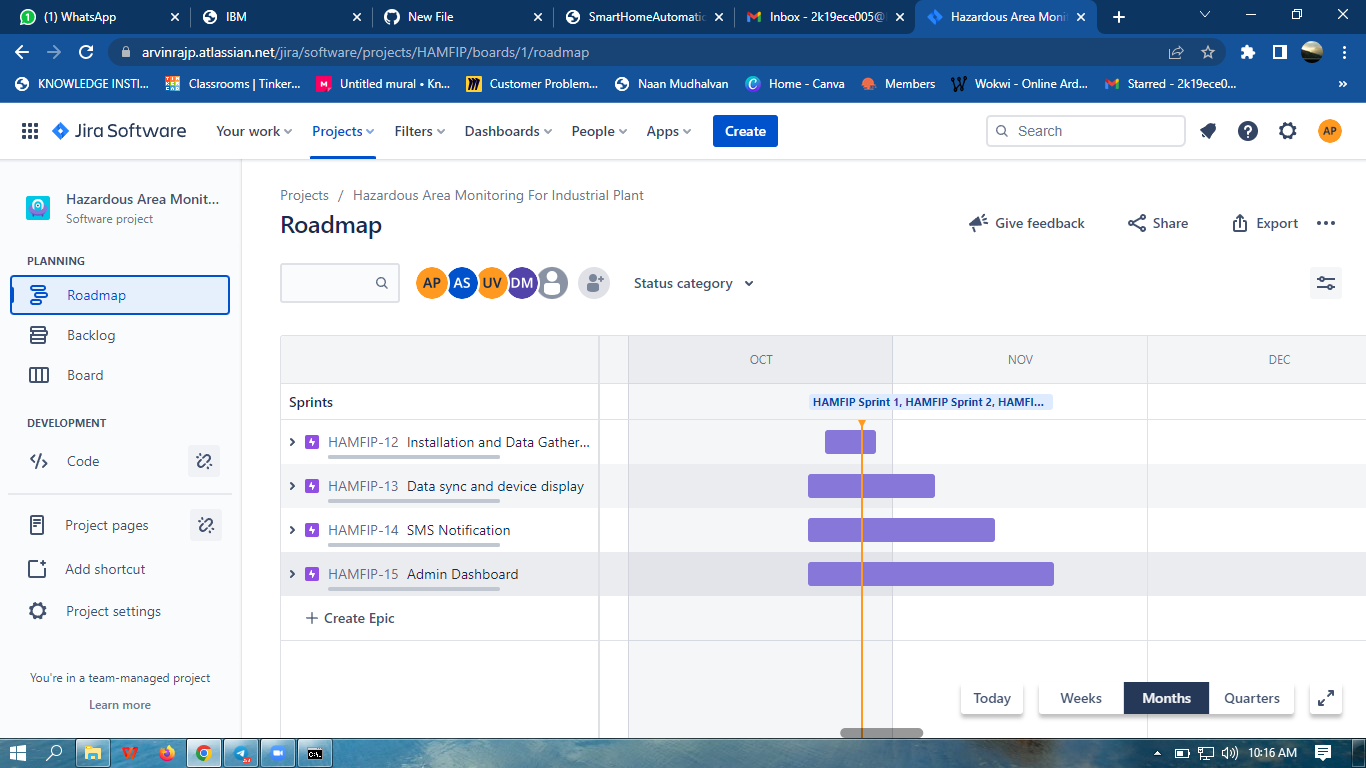 (1) WhatsApp
IBM
New File
SmartHomeAutomatic
Inbox - 2k19ece005@
Hazardous Area Moni
arvinrajp.atlassian.net/jira/software/projects/HAMFIP/boards/1/roadmap
KNOWLEDGE INSTI... Classrooms | Tinker... Untitled mural • Kn... Customer Problem... Naan Mudhalvan Home - Canva Members Wokwi - Online Ard... Starred - 2k19ece0... »
Jira Software Your work Projects Filters Dashboards People Apps Create Search AP
Hazardous Area Monit...
Software project
PLANNING
Roadmap
Backlog
Board
DEVELOPMENT
Code
Project pages
Add shortcut
Project settings
You're in a team-managed project
Learn more
Projects / Hazardous Area Monitoring For Industrial Plant
Roadmap
Give feedback Share Export
AP AS UV DM Status category
OCT NOV DEC
Sprints
HAMFIP Sprint 1, HAMFIP Sprint 2, HAMFI...
HAMFIP-12 Installation and Data Gather...
HAMFIP-13 Data sync and device display
HAMFIP-14 SMS Notification
HAMFIP-15 Admin Dashboard
+ Create Epic
Today Weeks Months Quarters
10:16 AM